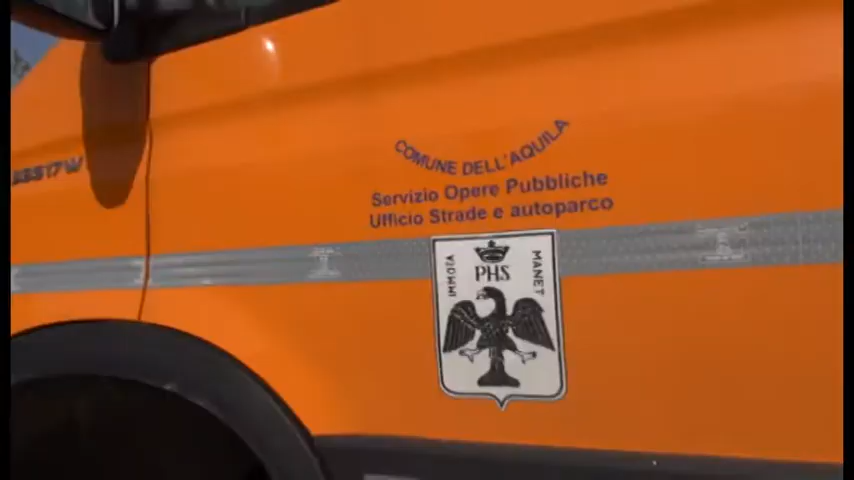 COMUNE DELL'AQUILA
Servizio Opere Pubbliche
Ufficio Strade e autoparco
PHS
IMMOTA
MANET